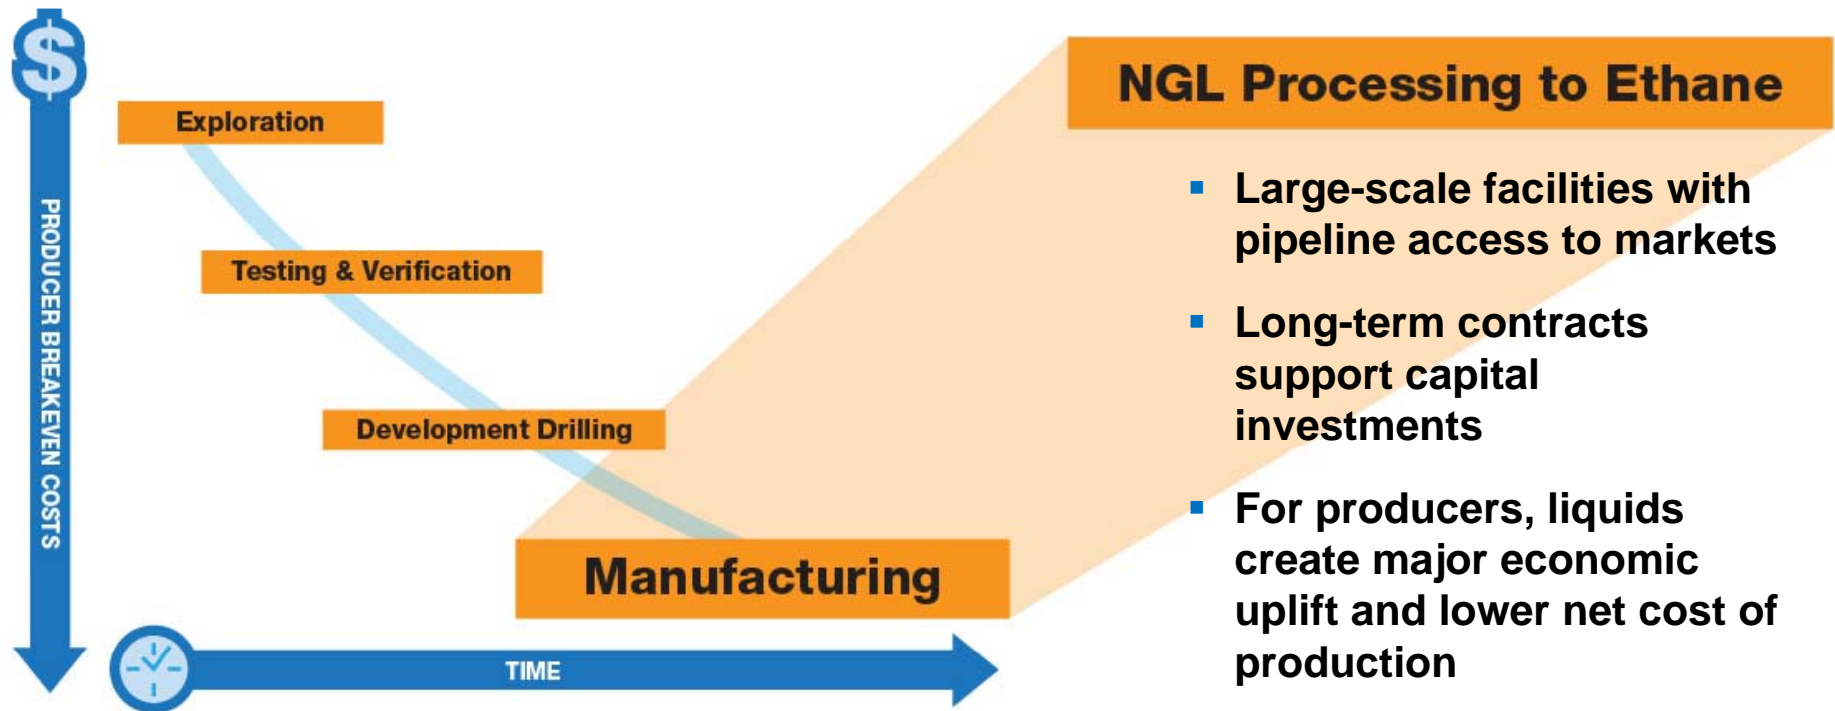 $
NGL Processing to Ethane
Exploration
Testing & Verification
Development Drilling
Manufacturing
PRODUCER BREAKEVEN COSTS
TIME
▪ Large-scale facilities with
pipeline access to markets
▪ Long-term contracts
support capital
investments
▪ For producers, liquids
create major economic
uplift and lower net cost of
production